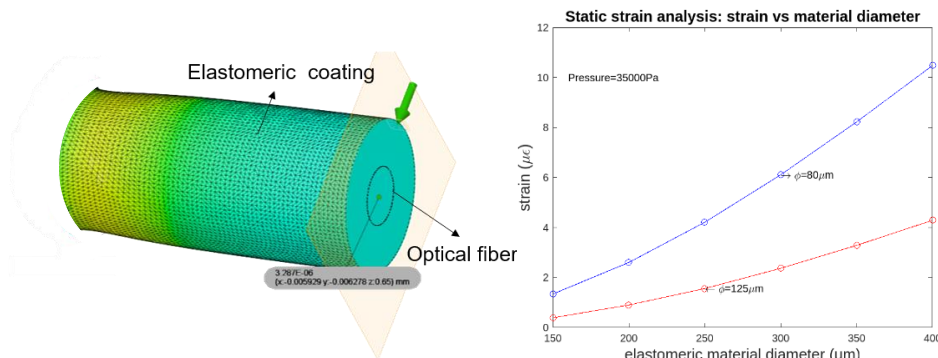 Elastomeric coating
Optical fiber
3.287E-06
(x:-0.005929 y:-0.006278 z:0.65) mm
Static strain analysis: strain vs material diameter
Pressure=35000Pa
strain (με)
12
10
8
6
4
2
0
ϕ=80μm
ϕ=125μm
150
200
250
300
350
400
elastomeric material diameter (um)